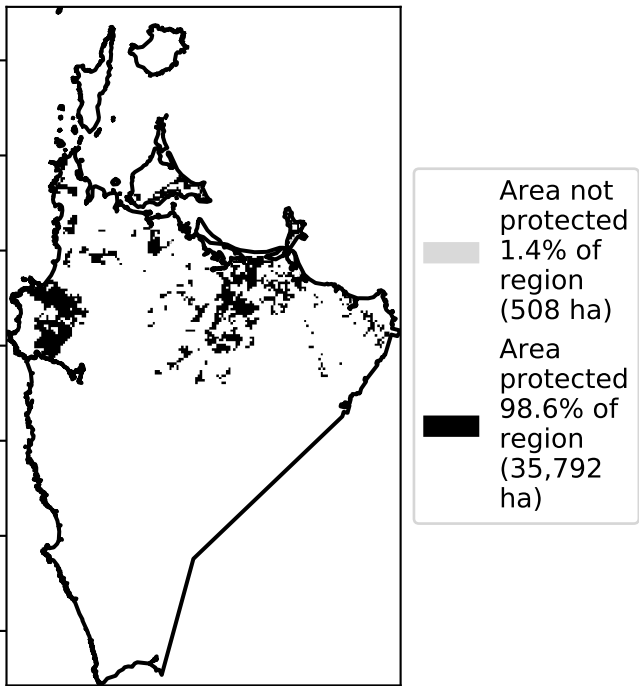 Area not
protected
1.4% of
region
(508 ha)
Area
protected
98.6% of
region
(35,792
ha)